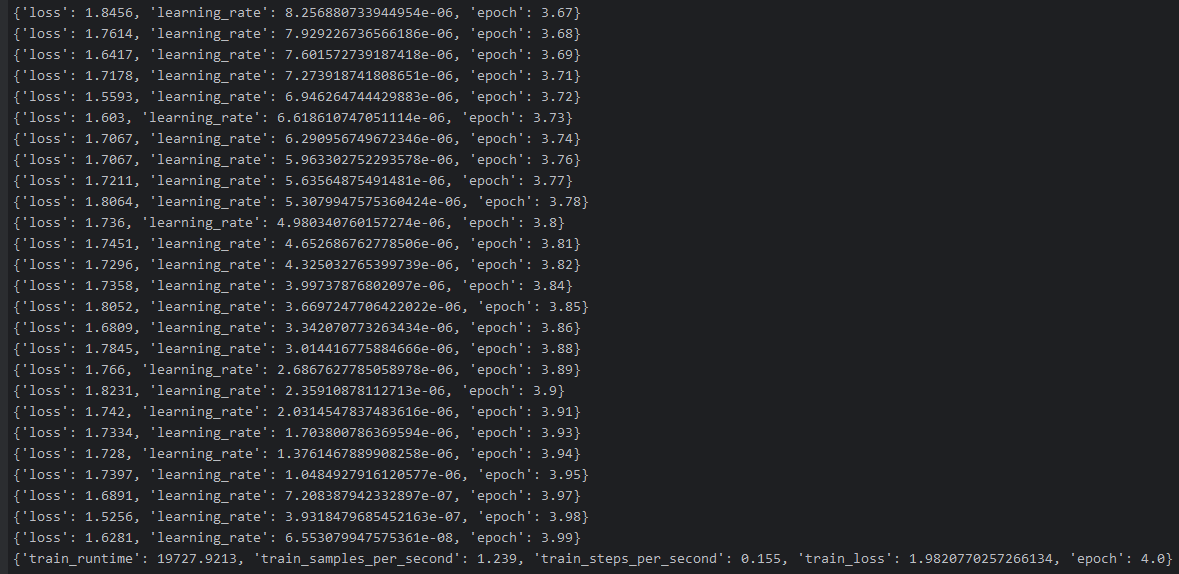 {'loss': 1.8456, 'learning_rate': 8.256880733944954e-06, 'epoch': 3.67}
{'loss': 1.7614, 'learning_rate': 7.929226736566186e-06, 'epoch': 3.68}
{'loss': 1.6417, 'learning_rate': 7.601572739187418e-06, 'epoch': 3.69}
{'loss': 1.7178, 'learning_rate': 7.273918741808651e-06, 'epoch': 3.71}
{'loss': 1.5593, 'learning_rate': 6.946264744429883e-06, 'epoch': 3.72}
{'loss': 1.603, 'learning_rate': 6.618610747051114e-06, 'epoch': 3.73}
{'loss': 1.7067, 'learning_rate': 6.290956749672346e-06, 'epoch': 3.74}
{'loss': 1.7067, 'learning_rate': 5.963302752293578e-06, 'epoch': 3.76}
{'loss': 1.7211, 'learning_rate': 5.63564875491481e-06, 'epoch': 3.77}
{'loss': 1.8064, 'learning_rate': 5.3079947575360424e-06, 'epoch': 3.78}
{'loss': 1.736, 'learning_rate': 4.980340760157274e-06, 'epoch': 3.8}
{'loss': 1.7451, 'learning_rate': 4.652686762778506e-06, 'epoch': 3.81}
{'loss': 1.7296, 'learning_rate': 4.325032765399739e-06, 'epoch': 3.82}
{'loss': 1.7358, 'learning_rate': 3.99737876802097e-06, 'epoch': 3.84}
{'loss': 1.8052, 'learning_rate': 3.6697247706422022e-06, 'epoch': 3.85}
{'loss': 1.6809, 'learning_rate': 3.342070773263434e-06, 'epoch': 3.86}
{'loss': 1.7845, 'learning_rate': 3.014416775884666e-06, 'epoch': 3.88}
{'loss': 1.766, 'learning_rate': 2.6867627785058978e-06, 'epoch': 3.89}
{'loss': 1.8231, 'learning_rate': 2.35910878112713e-06, 'epoch': 3.9}
{'loss': 1.742, 'learning_rate': 2.0314547837483616e-06, 'epoch': 3.91}
{'loss': 1.7334, 'learning_rate': 1.703800786369594e-06, 'epoch': 3.93}
{'loss': 1.728, 'learning_rate': 1.3761467889908258e-06, 'epoch': 3.94}
{'loss': 1.7397, 'learning_rate': 1.0484927916120577e-06, 'epoch': 3.95}
{'loss': 1.6891, 'learning_rate': 7.208387942332897e-07, 'epoch': 3.97}
{'loss': 1.5256, 'learning_rate': 3.9318479685452163e-07, 'epoch': 3.98}
{'loss': 1.6281, 'learning_rate': 6.553079947575361e-08, 'epoch': 3.99}
{'train_runtime': 19727.9213, 'train_samples_per_second': 1.239, 'train_steps_per_second': 0.155, 'train_loss': 1.9820770257266134, 'epoch': 4.0}